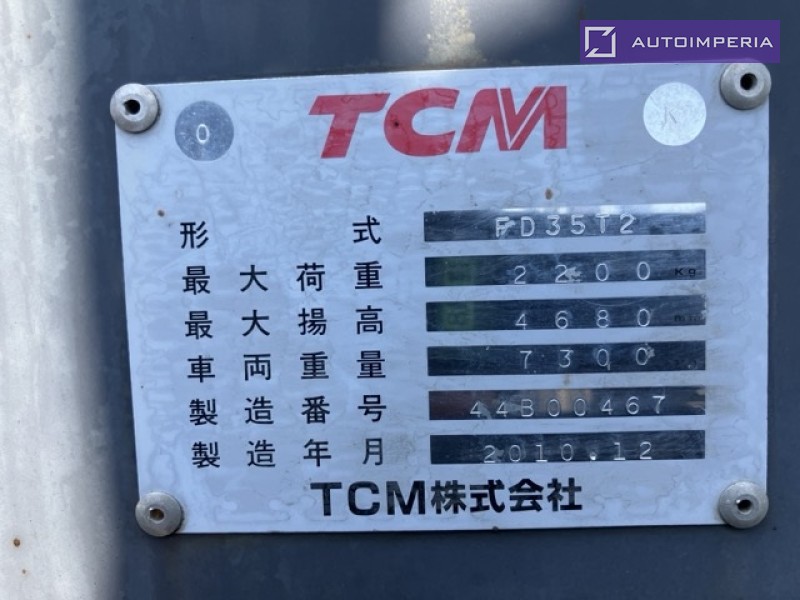 AUTOIMPERIA
0 TCM K
形式 FD35T2
最大荷重 2200 Kg
最大揚高 4680
車両重量 7300
製造番号 44B00467
製造年月 2010.12
TCM株式会社